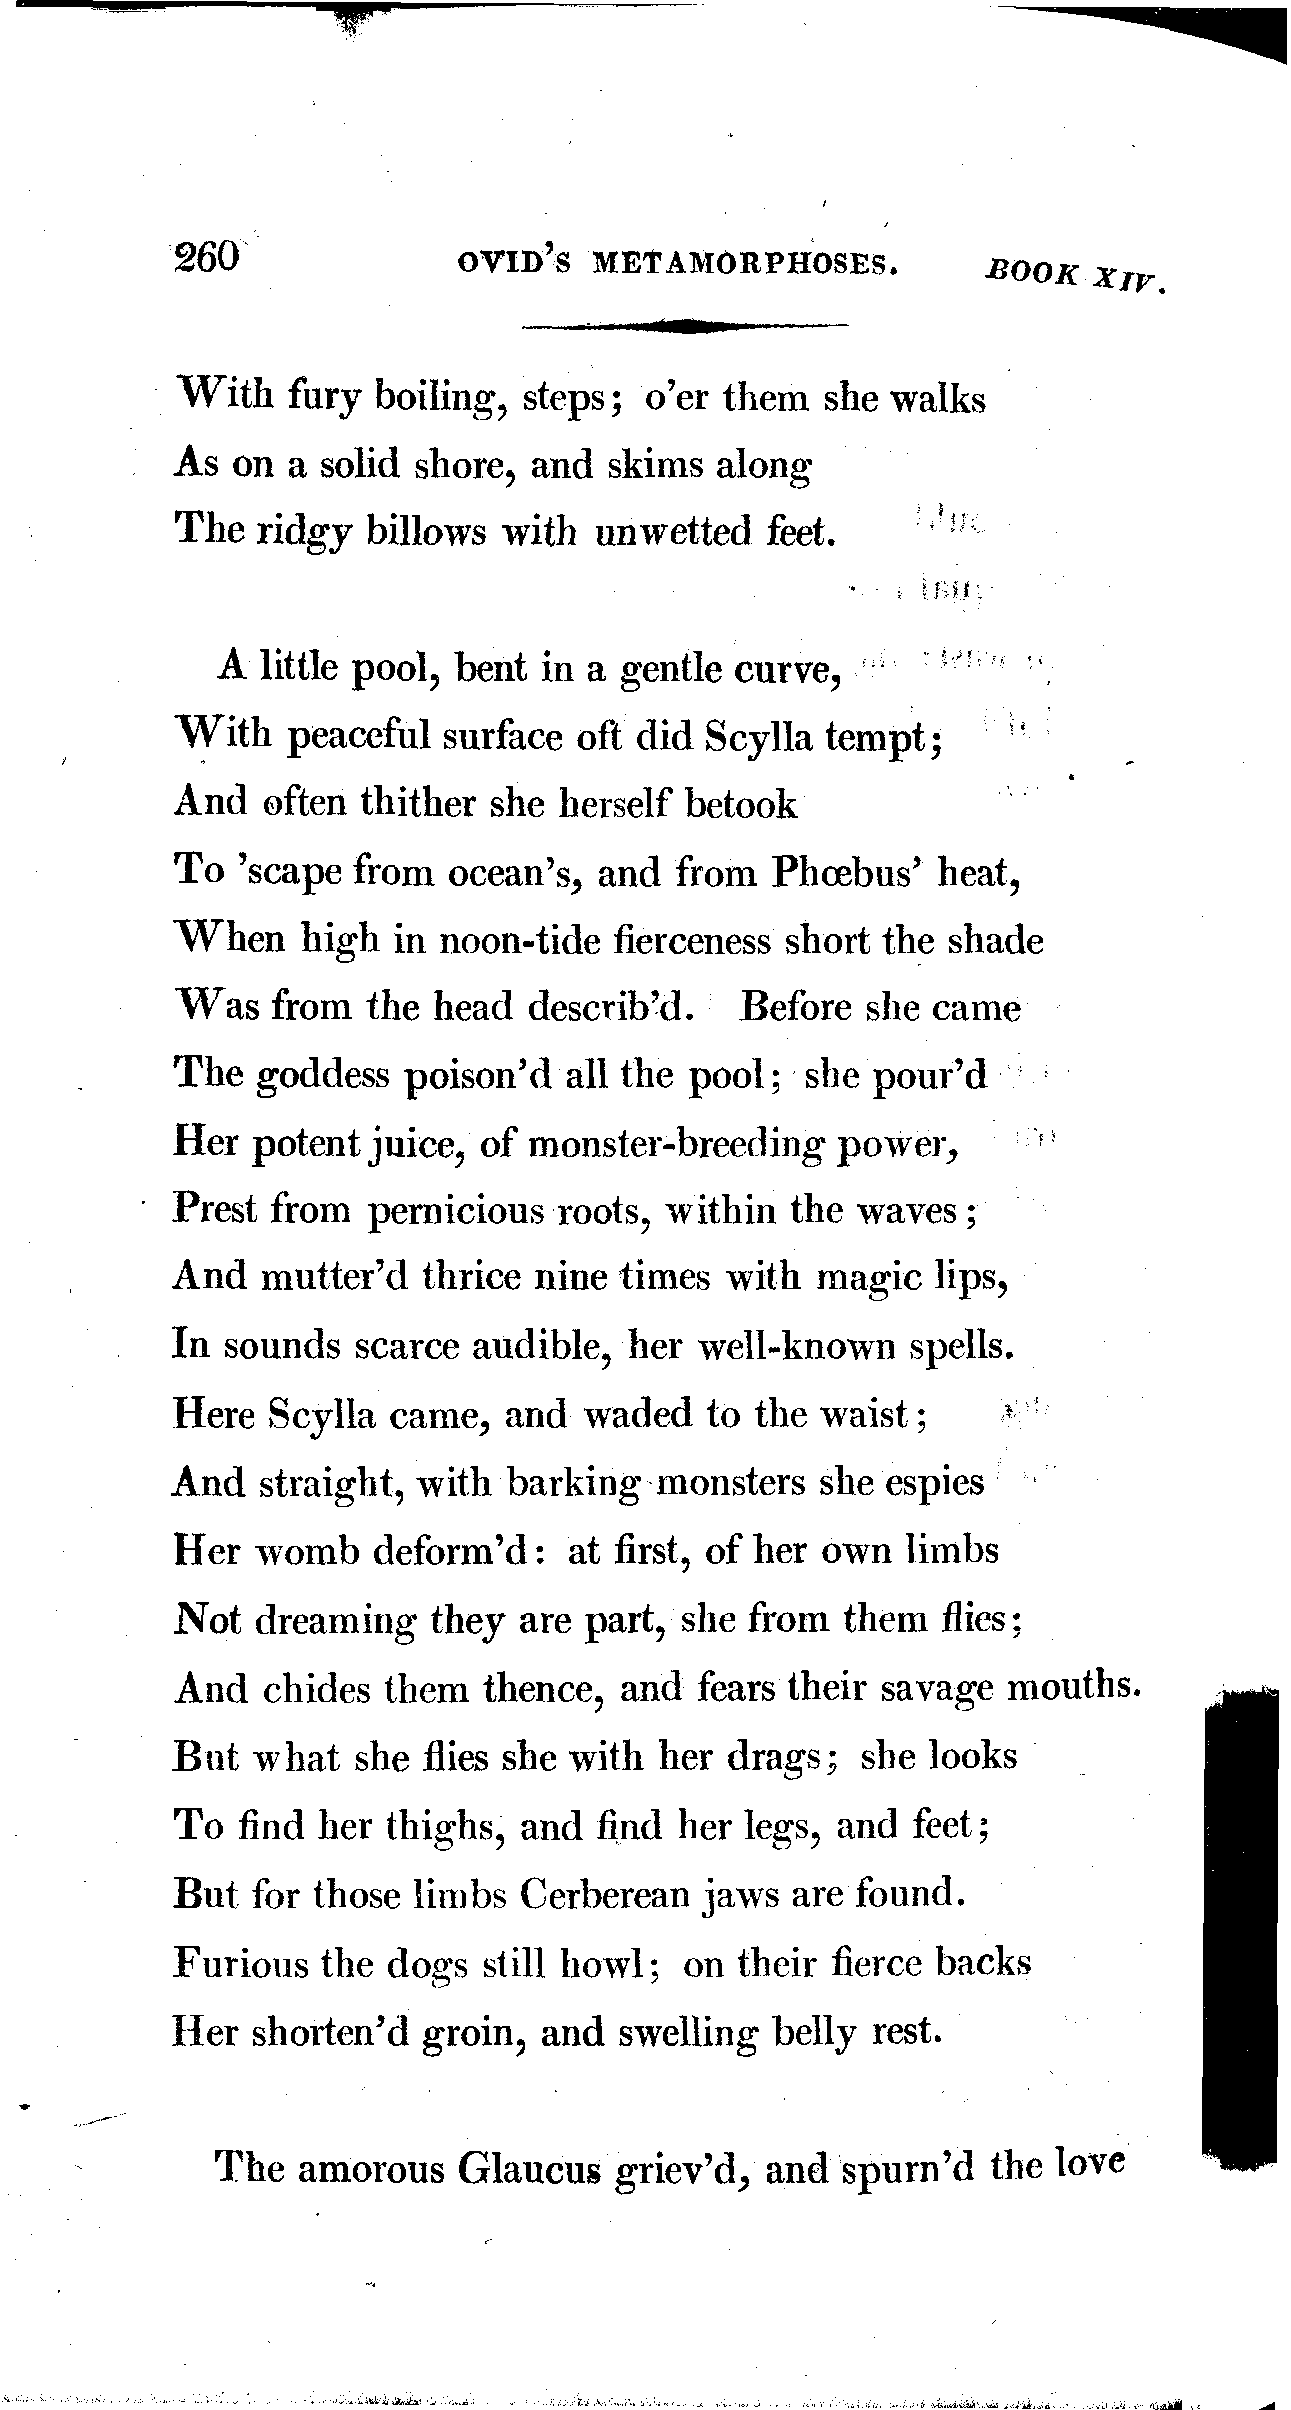 260 OVID'S METAMORPHOSES. BOOK XIV.
With fury boiling, steps; o'er them she walks
As on a solid shore, and skims along
The ridgy billows with unwetted feet.
A little pool, bent in a gentle curve,
With peaceful surface oft did Scylla tempt;
And often thither she herself betook
To 'scape from ocean's, and from Phœbus' heat,
When high in noon-tide fierceness short the shade
Was from the head describ'd. Before she came
The goddess poison'd all the pool; she pour'd
Her potent juice, of monster-breeding power,
Prest from pernicious roots, within the waves;
And mutter'd thrice nine times with magic lips,
In sounds scarce audible, her well-known spells.
Here Scylla came, and waded to the waist;
And straight, with barking monsters she espies
Her womb deform'd: at first, of her own limbs
Not dreaming they are part, she from them flies;
And chides them thence, and fears their savage mouths.
But what she flies she with her drags; she looks
To find her thighs, and find her legs, and feet;
But for those limbs Cerberean jaws are found.
Furious the dogs still howl; on their fierce backs
Her shorten'd groin, and swelling belly rest.
The amorous Glaucus griev'd, and spurn'd the love